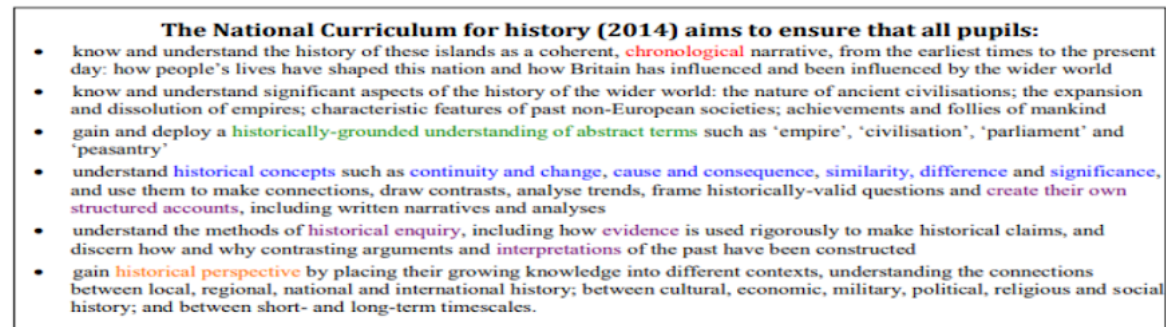 The National Curriculum for history (2014) aims to ensure that all pupils:
• know and understand the history of these islands as a coherent, chronological narrative, from the earliest times to the present
day: how people's lives have shaped this nation and how Britain has influenced and been influenced by the wider world
• know and understand significant aspects of the history of the wider world: the nature of ancient civilisations; the expansion
and dissolution of empires; characteristic features of past non-European societies; achievements and follies of mankind
• gain and deploy a historically-grounded understanding of abstract terms such as 'empire', 'civilisation', 'parliament' and
'peasantry'
• understand historical concepts such as continuity and change, cause and consequence, similarity, difference and significance,
and use them to make connections, draw contrasts, analyse trends, frame historically-valid questions and create their own
structured accounts, including written narratives and analyses
• understand the methods of historical enquiry, including how evidence is used rigorously to make historical claims, and
discern how and why contrasting arguments and interpretations of the past have been constructed
• gain historical perspective by placing their growing knowledge into different contexts, understanding the connections
between local, regional, national and international history; between cultural, economic, military, political, religious and social
history; and between short- and long-term timescales.